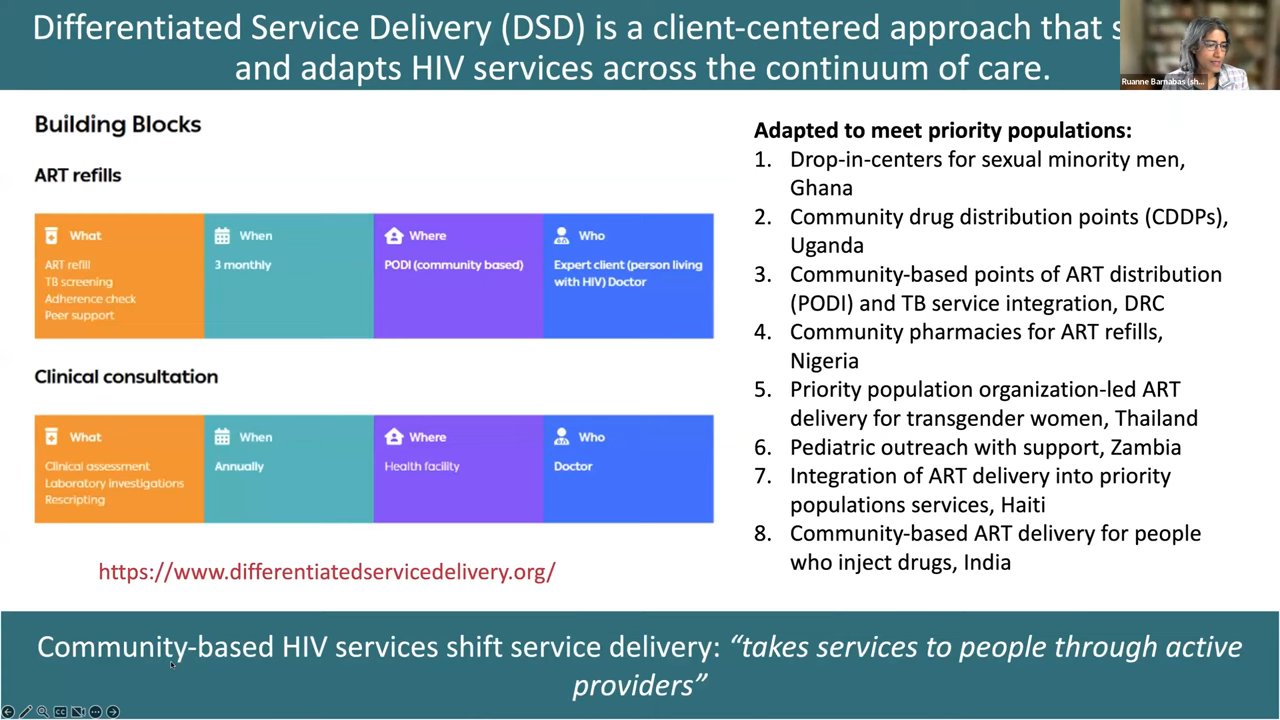 Differentiated Service Delivery (DSD) is a client-centered approach that
and adapts HIV services across the continuum of care.
Ruanne Barnabas (sh...
Building Blocks
ART refills
What
ART refill
TB screening
Adherence check
Peer support
When
3 monthly
Where
PODI (community based)
Who
Expert client (person living
with HIV) Doctor
Clinical consultation
What
Clinical assessment
Laboratory investigations
Rescripting
When
Annually
Where
Health facility
Who
Doctor
https://www.differentiatedservicedelivery.org/
Adapted to meet priority populations:
1. Drop-in-centers for sexual minority men,
Ghana
2. Community drug distribution points (CDDPs),
Uganda
3. Community-based points of ART distribution
(PODI) and TB service integration, DRC
4. Community pharmacies for ART refills,
Nigeria
5. Priority population organization-led ART
delivery for transgender women, Thailand
6. Pediatric outreach with support, Zambia
7. Integration of ART delivery into priority
populations services, Haiti
8. Community-based ART delivery for people
who inject drugs, India
Community-based HIV services shift service delivery: “takes services to people through active
providers”
CC